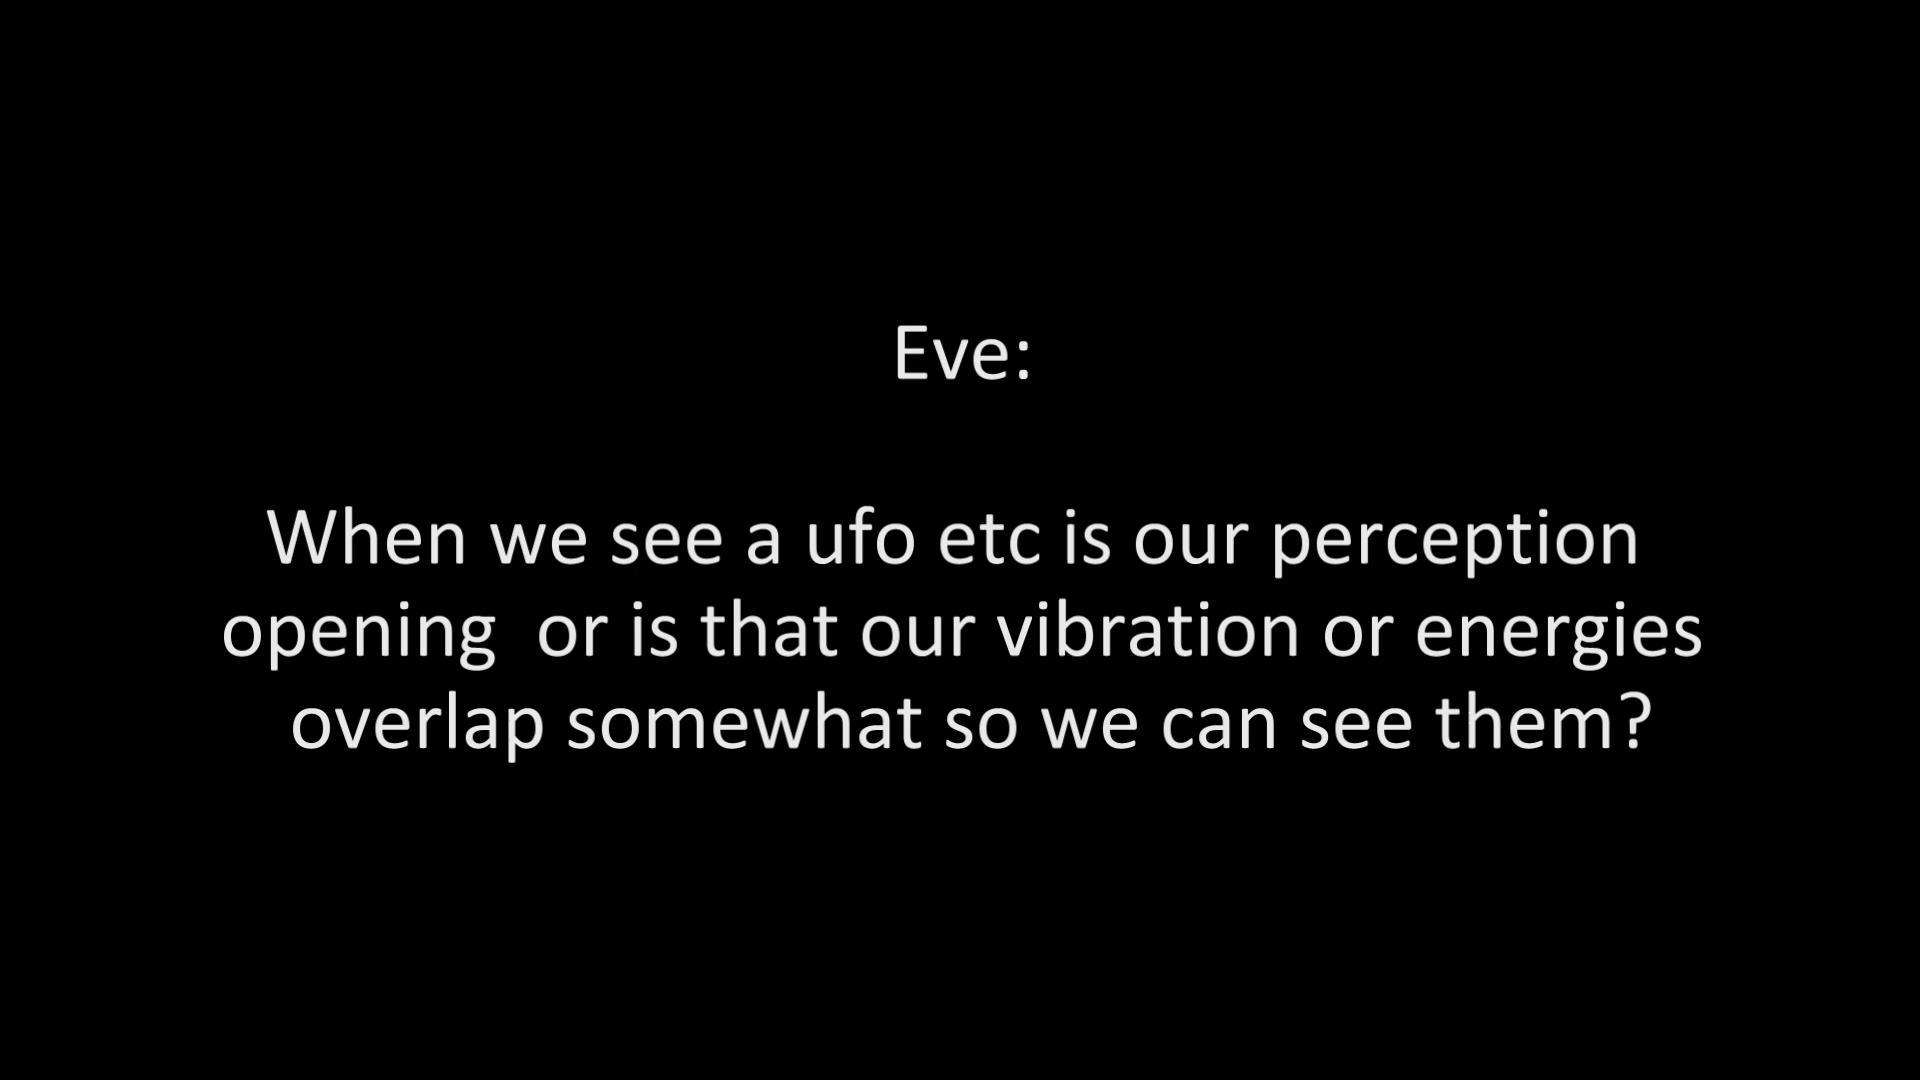 Eve:
When we see a ufo etc is our perception
opening  or is that our vibration or energies
overlap somewhat so we can see them?